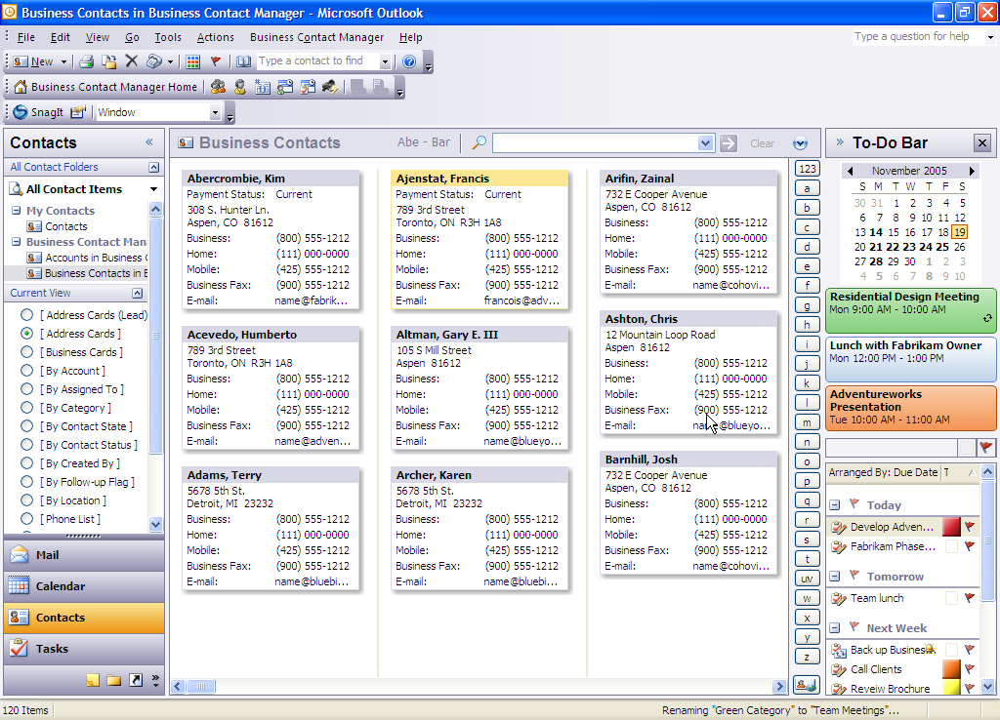 Business Contacts in Business Contact Manager - Microsoft Outlook
File Edit View Go Tools Actions Business Contact Manager Help
Type a question for help
New
Type a contact to find
Business Contact Manager Home
SnagIt
Window
Contacts
All Contact Folders
All Contact Items
My Contacts
Contacts
Business Contact Man
Accounts in Business C
Business Contacts in B
Current View
[ Address Cards (Lead)
[ Address Cards ]
[ Business Cards ]
[ By Account ]
[ By Assigned To ]
[ By Category ]
[ By Contact State ]
[ By Contact Status ]
[ By Created By ]
[ By Follow-up Flag ]
[ By Location ]
[ Phone List ]
Mail
Calendar
Contacts
Tasks
Business Contacts
Abe - Bar
Clear
Abercrombie, Kim
Payment Status: Current
308 S. Hunter Ln.
Aspen, CO 81612
Business: (800) 555-1212
Home: (111) 000-0000
Mobile: (425) 555-1212
Business Fax: (900) 555-1212
E-mail: name@fabrik...
Acevedo, Humberto
789 3rd Street
Toronto, ON R3H 1A8
Business: (800) 555-1212
Home: (111) 000-0000
Mobile: (425) 555-1212
Business Fax: (900) 555-1212
E-mail: name@adven...
Adams, Terry
5678 5th St.
Detroit, MI 23232
Business: (800) 555-1212
Home: (111) 000-0000
Mobile: (425) 555-1212
Business Fax: (900) 555-1212
E-mail: name@bluebi...
Ajenstat, Francis
Payment Status: Current
789 3rd Street
Toronto, ON R3H 1A8
Business: (800) 555-1212
Home: (111) 000-0000
Mobile: (425) 555-1212
Business Fax: (900) 555-1212
E-mail: francois@adv...
Altman, Gary E. III
105 S Mill Street
Aspen 81612
Business: (800) 555-1212
Home: (111) 000-0000
Mobile: (425) 555-1212
Business Fax: (900) 555-1212
E-mail: name@blueyo...
Archer, Karen
5678 5th St.
Detroit, MI 23232
Business: (800) 555-1212
Home: (111) 000-0000
Mobile: (425) 555-1212
Business Fax: (900) 555-1212
E-mail: name@bluebi...
Arifin, Zainal
732 E Cooper Avenue
Aspen, CO 81612
Business: (800) 555-1212
Home: (111) 000-0000
Mobile: (425) 555-1212
Business Fax: (900) 555-1212
E-mail: name@cohovi...
Ashton, Chris
12 Mountain Loop Road
Aspen 81612
Business: (800) 555-1212
Home: (111) 000-0000
Mobile: (425) 555-1212
Business Fax: (900) 555-1212
E-mail: name@blueyo...
Barnhill, Josh
732 E Cooper Avenue
Aspen, CO 81612
Business: (800) 555-1212
Home: (111) 000-0000
Mobile: (425) 555-1212
Business Fax: (900) 555-1212
E-mail: name@cohovi...
123
a
b
c
d
e
f
g
h
i
j
k
l
m
n
o
p
q
r
s
t
uv
w
x
y
z
To-Do Bar
November 2005
S M T W T F S
30 31 1 2 3 4 5
6 7 8 9 10 11 12
13 14 15 16 17 18 19
20 21 22 23 24 25 26
27 28 29 30 1 2 3
4 5 6 7 8 9 10
Residential Design Meeting
Mon 9:00 AM - 10:00 AM
Lunch with Fabrikam Owner
Mon 12:00 PM - 1:00 PM
Adventureworks
Presentation
Tue 10:00 AM - 11:00 AM
Arranged By: Due Date T
Today
Develop Adven...
Fabrikam Phase...
Tomorrow
Team lunch
Next Week
Back up Business...
Call Clients
Reveiw Brochure
120 Items
Renaming "Green Category" to "Team Meetings"...